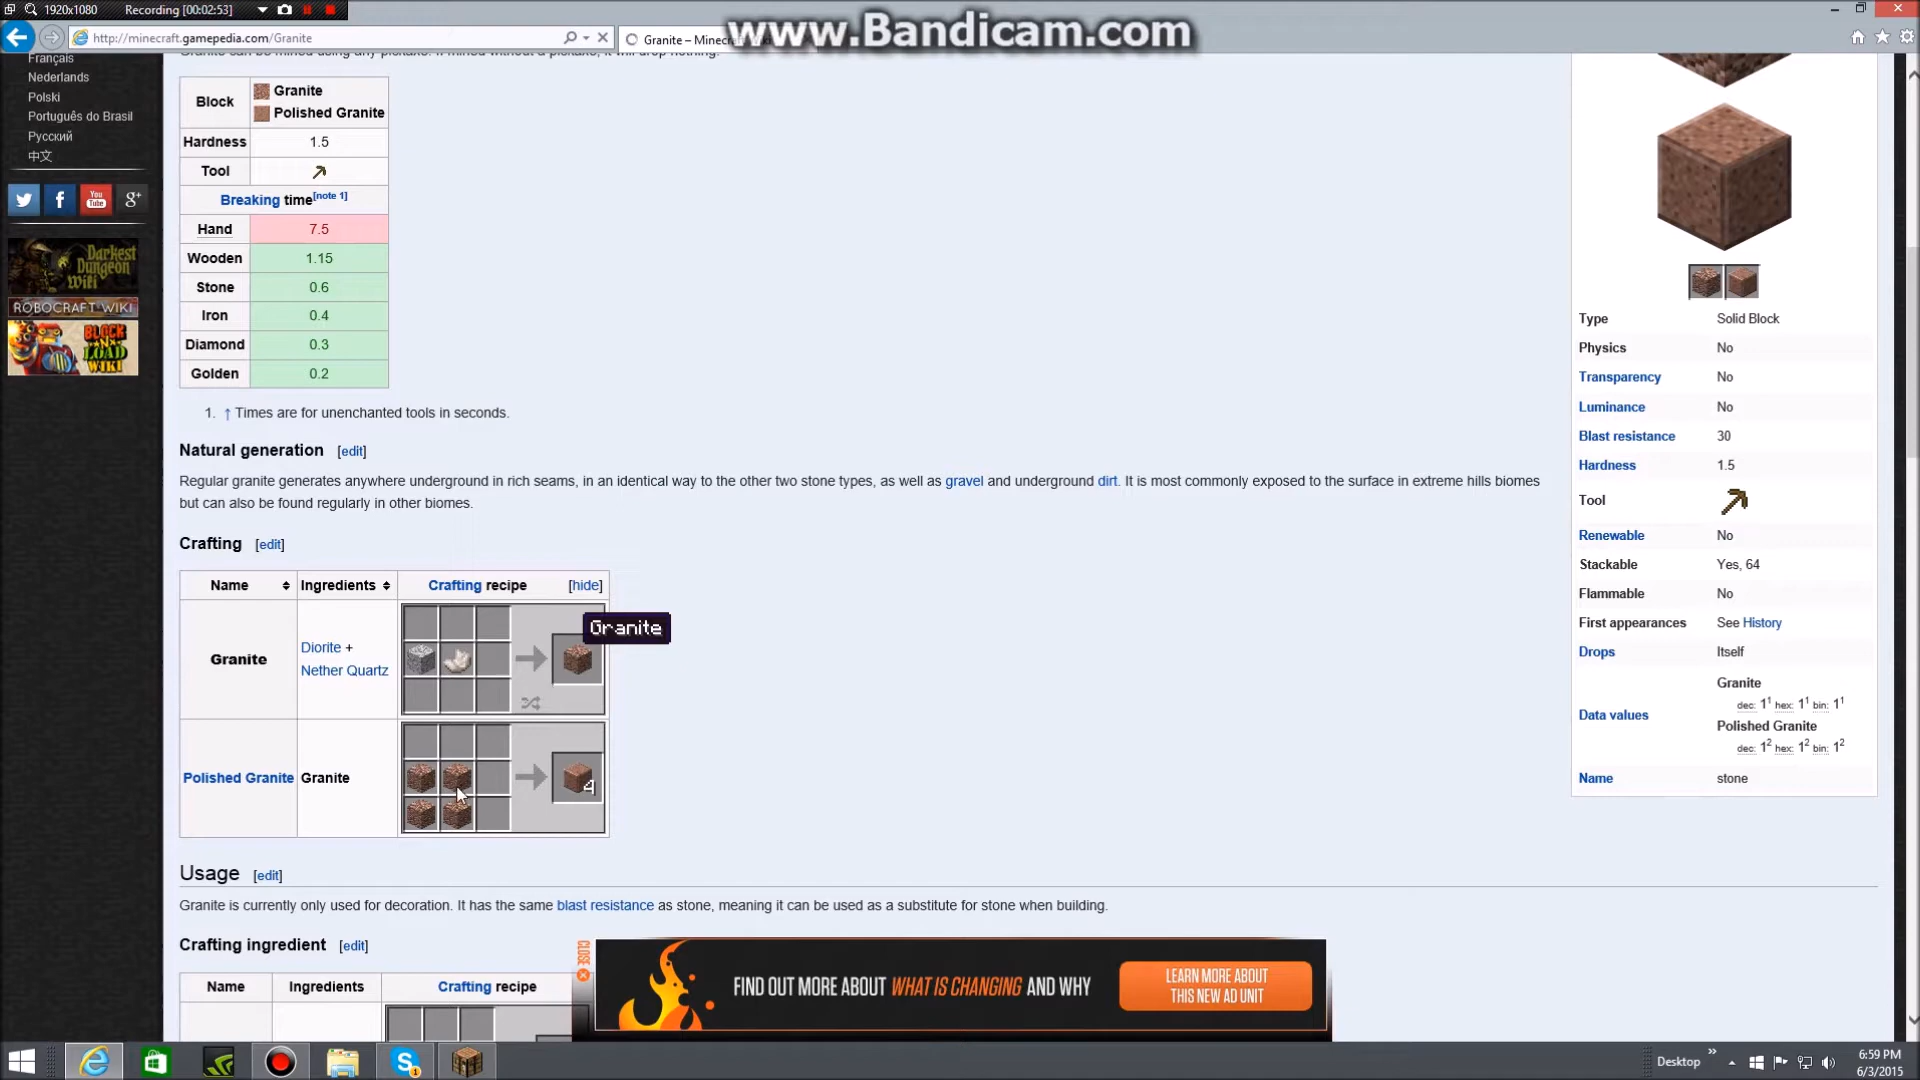 1920x1080 Recording [00:02:53]
www.Bandicam.com
http://minecraft.gamepedia.com/Granite
Granite – Minecraft Wiki
Français
Nederlands
Polski
Português do Brasil
Русский
中文
Darkest Dungeon Wiki
ROBOCRAFT WIKI
BLOCK N LOAD WIKI
You Tube
g+
Block
Granite
Polished Granite
Hardness 1.5
Tool
Breaking time[note 1]
Hand 7.5
Wooden 1.15
Stone 0.6
Iron 0.4
Diamond 0.3
Golden 0.2
1. ↑ Times are for unenchanted tools in seconds.
Natural generation [edit]
Regular granite generates anywhere underground in rich seams, in an identical way to the other two stone types, as well as gravel and underground dirt. It is most commonly exposed to the surface in extreme hills biomes
but can also be found regularly in other biomes.
Crafting [edit]
Name Ingredients Crafting recipe [hide]
Granite
Granite
Diorite +
Nether Quartz
Polished Granite Granite
4
Usage [edit]
Granite is currently only used for decoration. It has the same blast resistance as stone, meaning it can be used as a substitute for stone when building.
Crafting ingredient [edit]
Name Ingredients Crafting recipe
CLOSE
FIND OUT MORE ABOUT WHAT IS CHANGING AND WHY
LEARN MORE ABOUT
THIS NEW AD UNIT
Type Solid Block
Physics No
Transparency No
Luminance No
Blast resistance 30
Hardness 1.5
Tool
Renewable No
Stackable Yes, 64
Flammable No
First appearances See History
Drops Itself
Data values
Granite
dec: 1¹ hex: 1¹ bin: 1¹
Polished Granite
dec: 1² hex: 1² bin: 1²
Name stone
Desktop
6:59 PM
6/3/2015